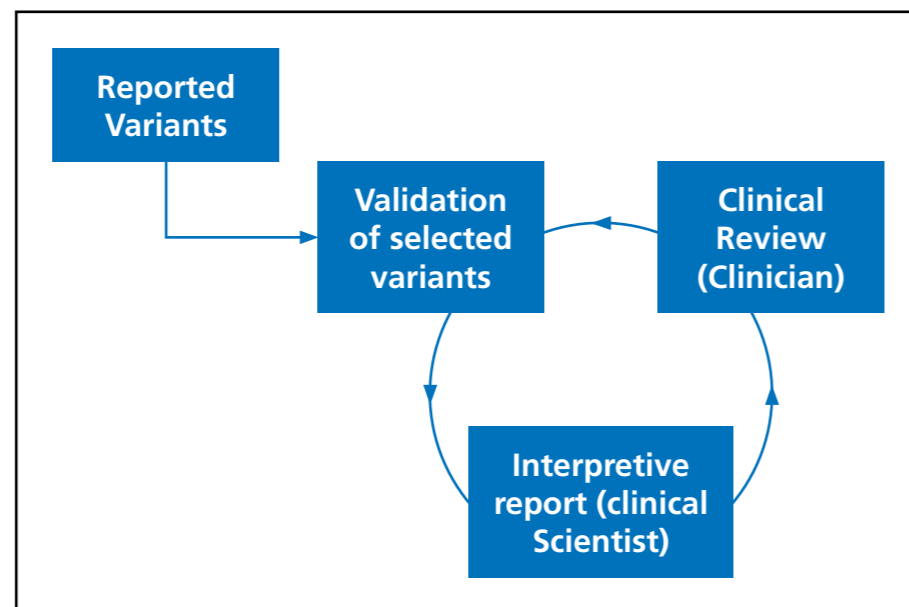 Reported
Variants
Validation
of selected
variants
Clinical
Review
(Clinician)
Interpretive
report (clinical
Scientist)